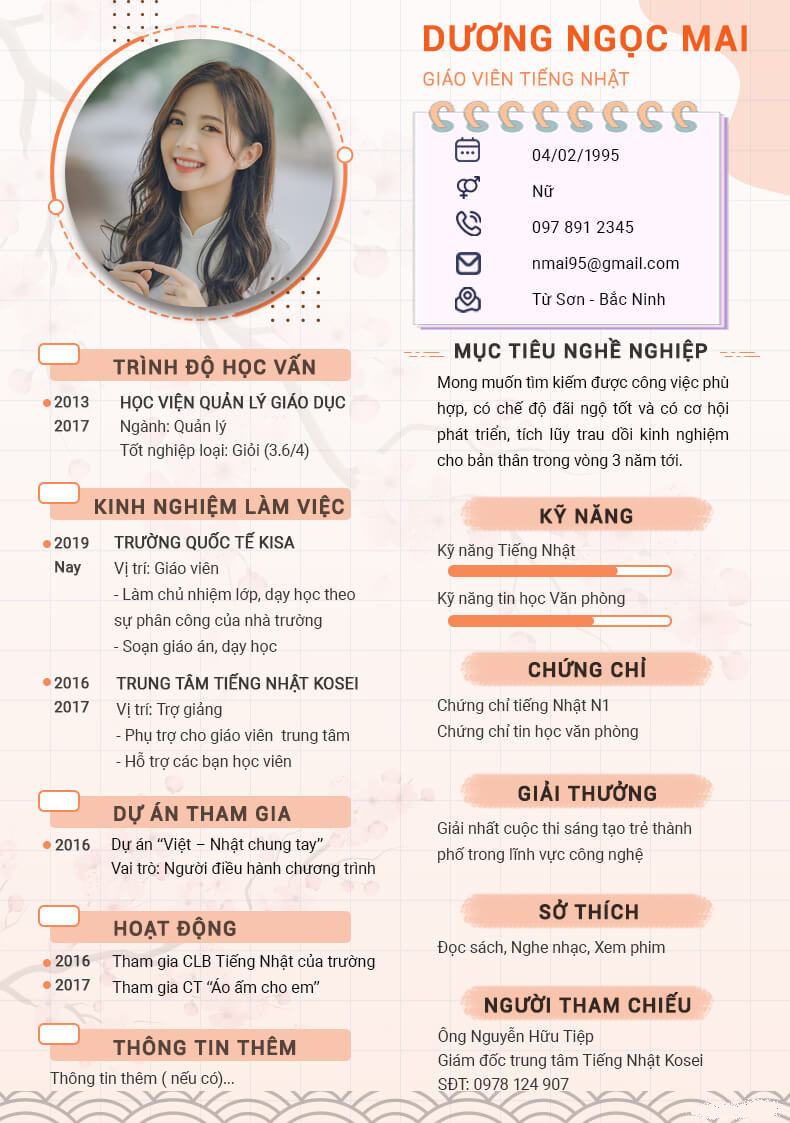 DƯƠNG NGỌC MAI
GIÁO VIÊN TIẾNG NHẬT
04/02/1995
Nữ
097 891 2345
nmai95@gmail.com
Từ Sơn - Bắc Ninh
TRÌNH ĐỘ HỌC VẤN
2013 HỌC VIỆN QUẢN LÝ GIÁO DỤC
2017 Ngành: Quản lý
Tốt nghiệp loại: Giỏi (3.6/4)
KINH NGHIỆM LÀM VIỆC
2019 TRƯỜNG QUỐC TẾ KISA
Nay Vị trí: Giáo viên
- Làm chủ nhiệm lớp, dạy học theo
sự phân công của nhà trường
- Soạn giáo án, dạy học
2016 TRUNG TÂM TIẾNG NHẬT KOSEI
2017 Vị trí: Trợ giảng
- Phụ trợ cho giáo viên trung tâm
- Hỗ trợ các bạn học viên
DỰ ÁN THAM GIA
2016 Dự án “Việt – Nhật chung tay”
Vai trò: Người điều hành chương trình
HOẠT ĐỘNG
2016 Tham gia CLB Tiếng Nhật của trường
2017 Tham gia CT “Áo ấm cho em”
THÔNG TIN THÊM
Thông tin thêm ( nếu có)...
MỤC TIÊU NGHỀ NGHIỆP
Mong muốn tìm kiếm được công việc phù
hợp, có chế độ đãi ngộ tốt và có cơ hội
phát triển, tích lũy trau dồi kinh nghiệm
cho bản thân trong vòng 3 năm tới.
KỸ NĂNG
Kỹ năng Tiếng Nhật
Kỹ năng tin học Văn phòng
CHỨNG CHỈ
Chứng chỉ tiếng Nhật N1
Chứng chỉ tin học văn phòng
GIẢI THƯỞNG
Giải nhất cuộc thi sáng tạo trẻ thành
phố trong lĩnh vực công nghệ
SỞ THÍCH
Đọc sách, Nghe nhạc, Xem phim
NGƯỜI THAM CHIẾU
Ông Nguyễn Hữu Tiệp
Giám đốc trung tâm Tiếng Nhật Kosei
SĐT: 0978 124 907